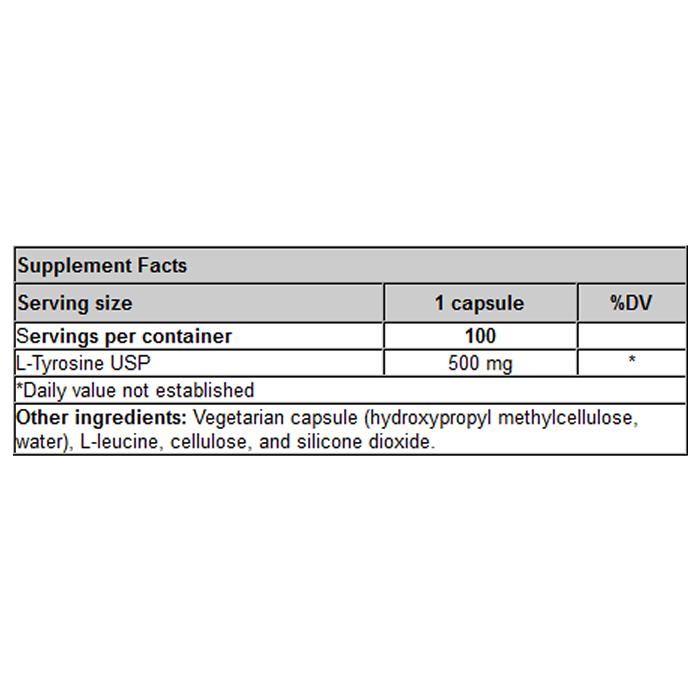 Supplement Facts
Serving size 1 capsule %DV
Servings per container 100
L-Tyrosine USP 500 mg *
*Daily value not established
Other ingredients: Vegetarian capsule (hydroxypropyl methylcellulose,
water), L-leucine, cellulose, and silicone dioxide.